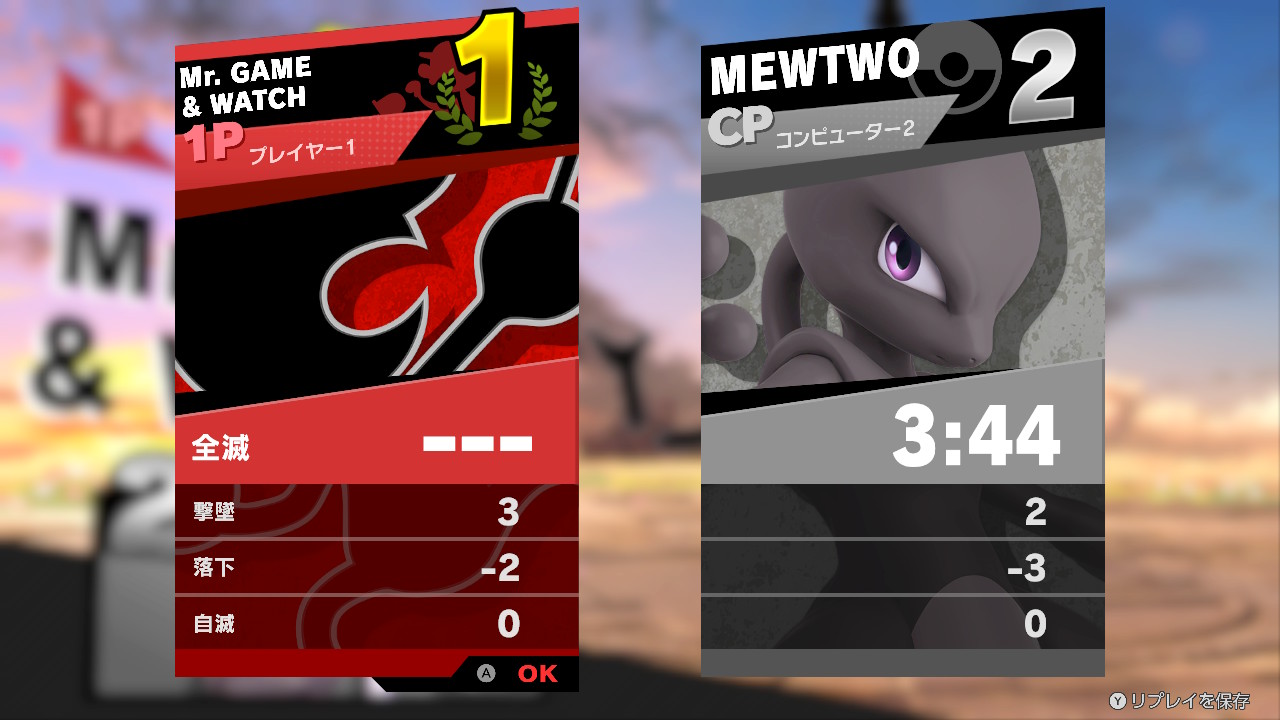 Mr. GAME
& WATCH
1
1P プレイヤー1
全滅 ---
撃墜 3
落下 -2
自滅 0
A OK
MEWTWO
2
CP コンピューター2
3:44
2
-3
0
1P
M
&
2
Y リプレイを保存